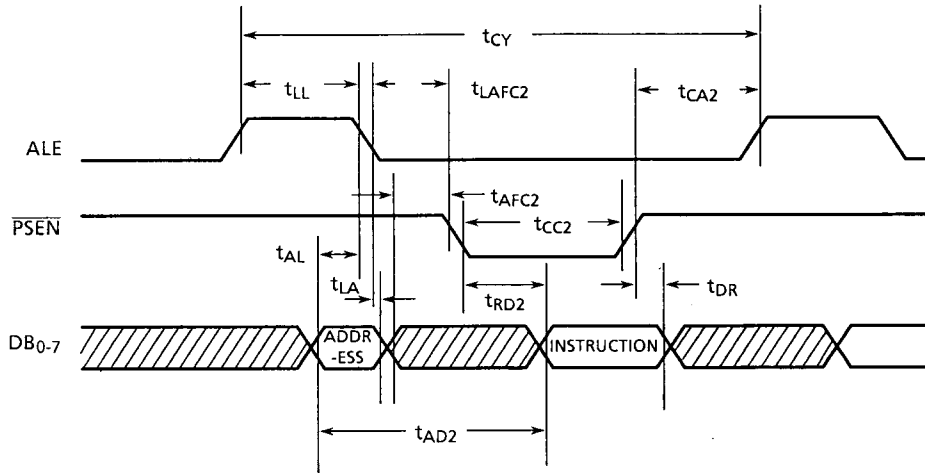 tCY
tLL
tLAFC2
tCA2
ALE
tAFC2
PSEN
tCC2
tAL
tLA
tRD2
tDR
DB0-7
ADDR
-ESS
INSTRUCTION
tAD2